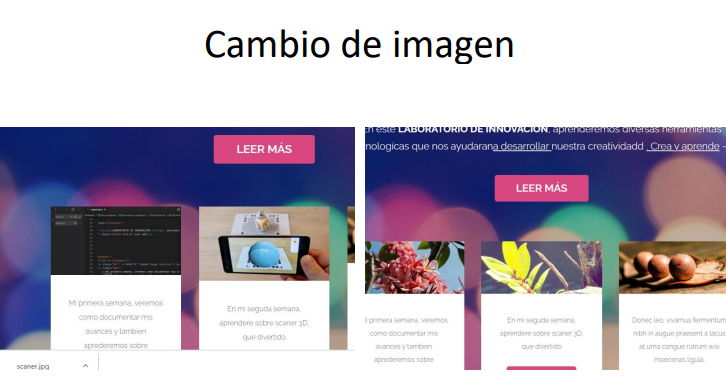 Cambio de imagen
LEER MÁS
Mi primera semana, veremos
como documentar mis
avances y tambien
aprederemos sobre
En mi seguda semana,
aprendere sobre scaner 3D,
que divertido
scaner.jpg
En este LABORATORIO DE INNOVACION, aprenderemos diversas herramientas
nologicas que nos ayudarana desarrollar nuestra creatividadd . Crea y aprende -
LEER MÁS
i primera semana, veremos
como documentar mis
avances y tambien
aprederemos sobre
En mi seguda semana,
aprendere sobre scaner 3D,
que divertido
Donec leo, vivamus fermentum
nibh in augue praesent a lacus
at urna congue rutrum wisi
maecenas ligula.